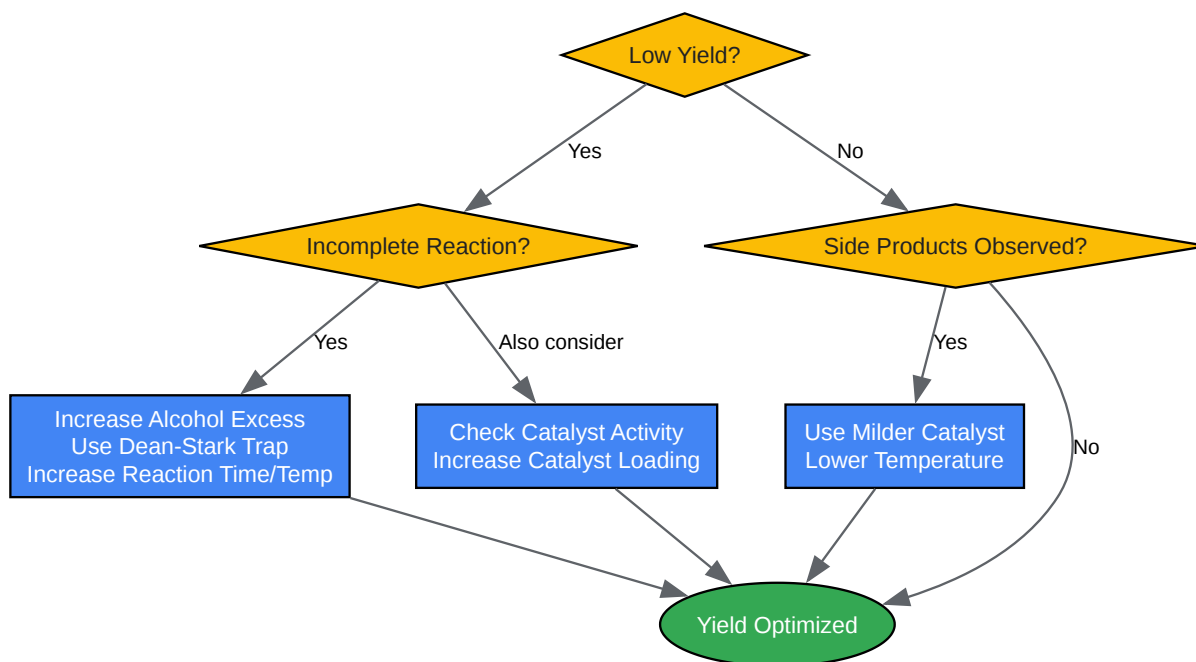 Low Yield?
Yes
No
Incomplete Reaction?
Side Products Observed?
Yes
Also consider
Yes
No
Increase Alcohol Excess
Use Dean-Stark Trap
Increase Reaction Time/Temp
Check Catalyst Activity
Increase Catalyst Loading
Use Milder Catalyst
Lower Temperature
Yield Optimized